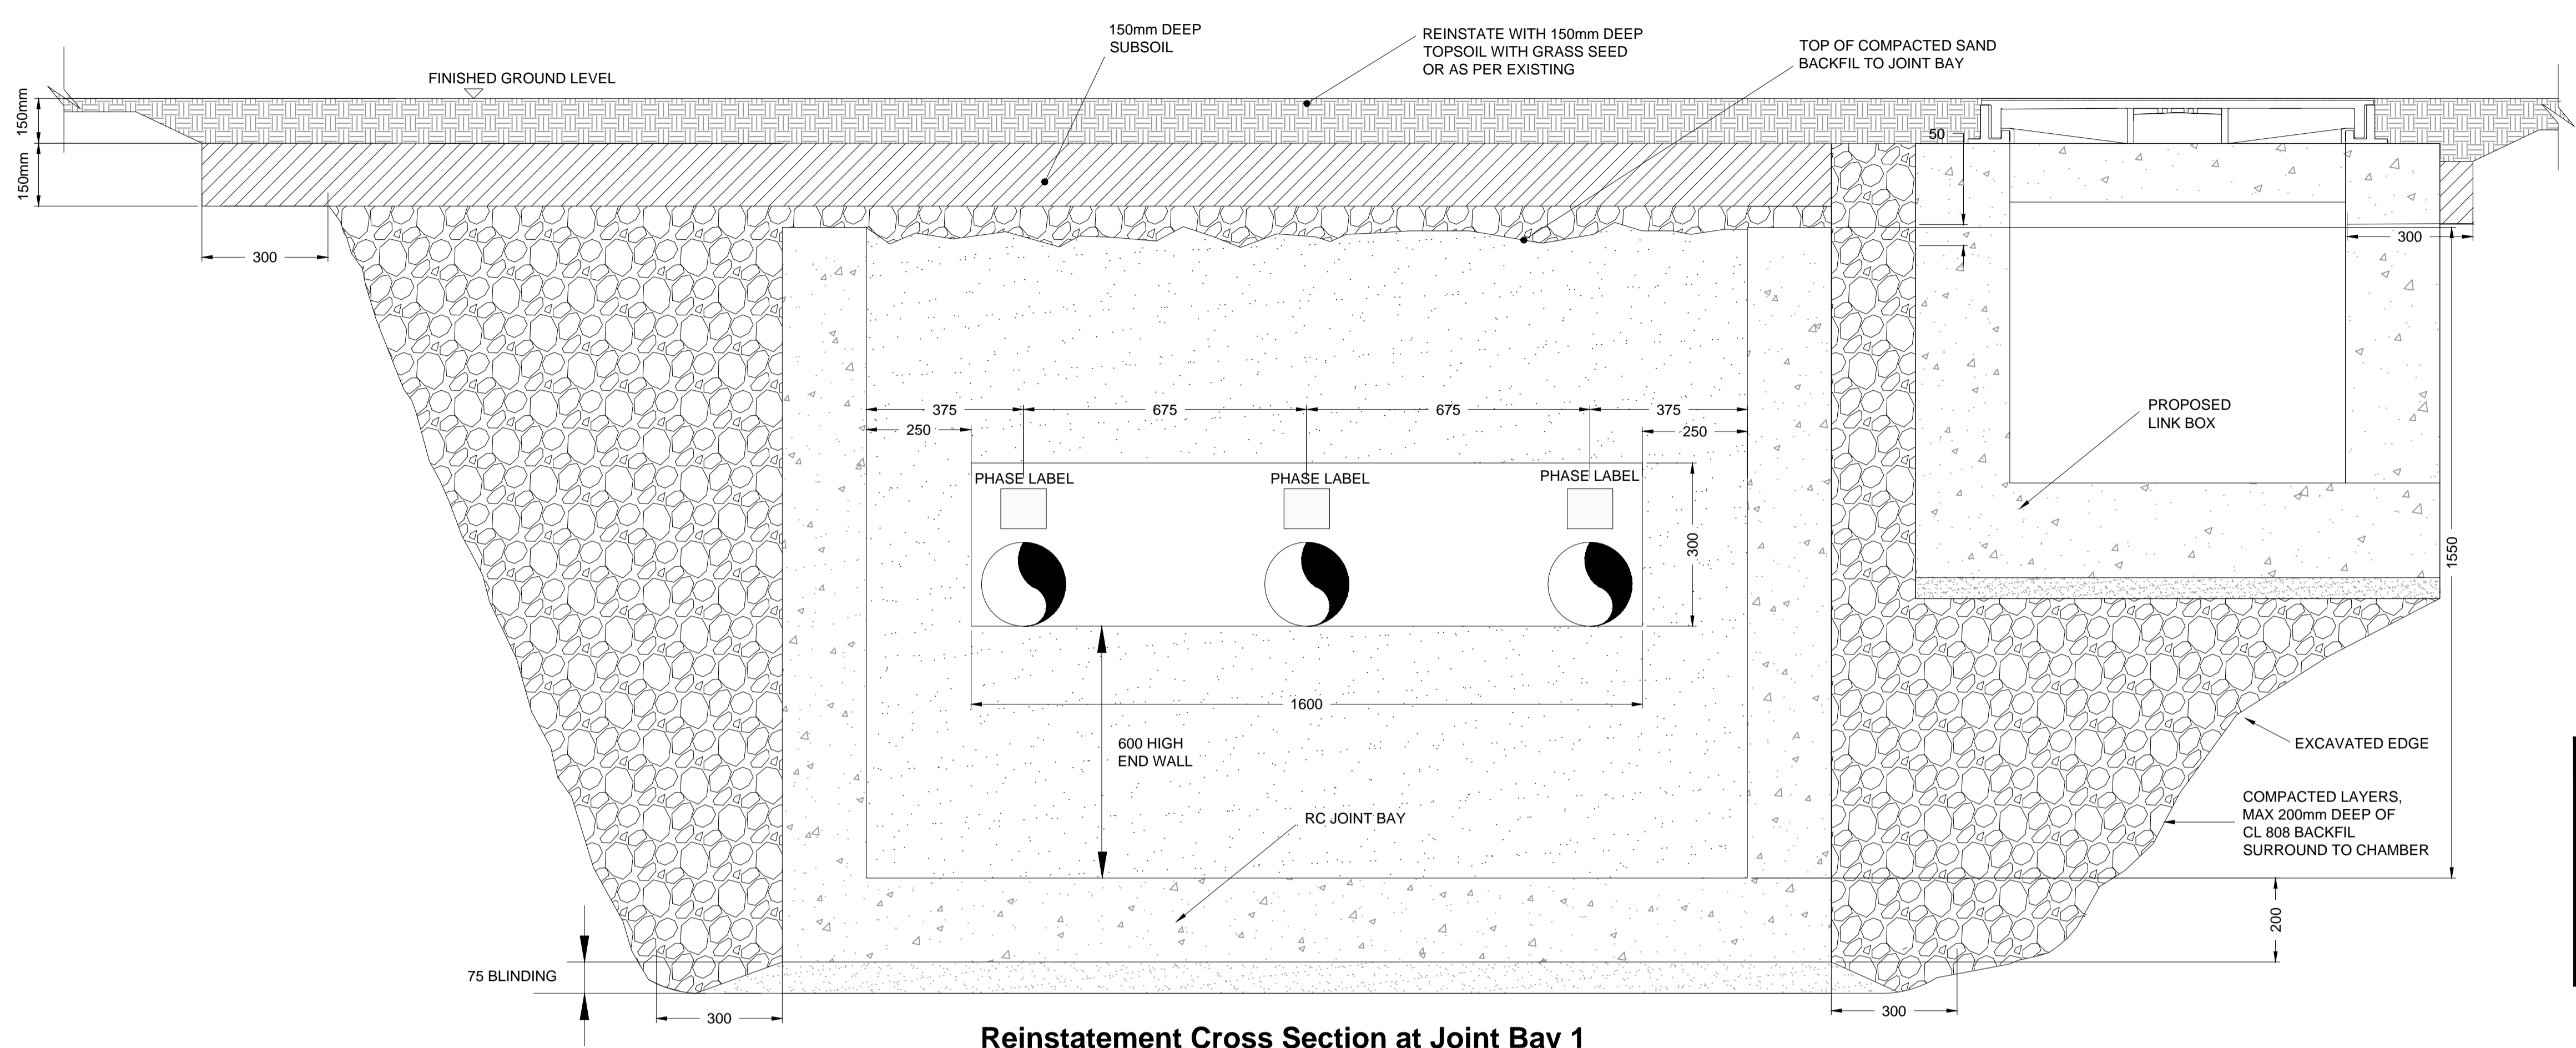 150mm DEEP
SUBSOIL
REINSTATE WITH 150mm DEEP
TOPSOIL WITH GRASS SEED
OR AS PER EXISTING
TOP OF COMPACTED SAND
BACKFIL TO JOINT BAY
FINISHED GROUND LEVEL
150mm
150mm
50
300
300
375
675
675
375
250
250
PROPOSED
LINK BOX
PHASE LABEL
PHASE LABEL
PHASE LABEL
300
1550
1600
600 HIGH
END WALL
EXCAVATED EDGE
RC JOINT BAY
COMPACTED LAYERS,
MAX 200mm DEEP OF
CL 808 BACKFIL
SURROUND TO CHAMBER
200
75 BLINDING
300
300
Reinstatement Cross Section at Joint Bay 1